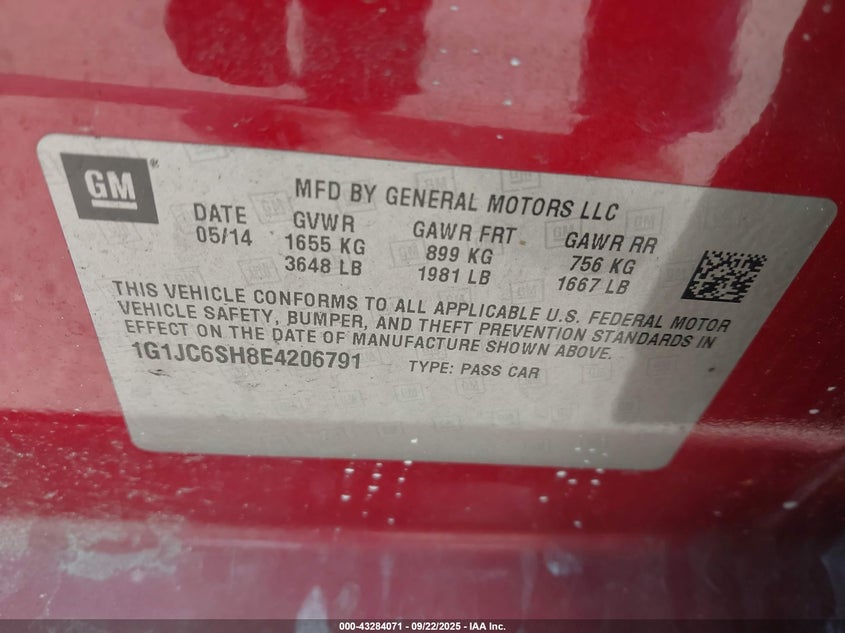 GM®
MFD BY GENERAL MOTORS LLC
DATE GVWR GAWR FRT GAWR RR
05/14 1655 KG 899 KG 756 KG
3648 LB 1981 LB 1667 LB
THIS VEHICLE CONFORMS TO ALL APPLICABLE U.S. FEDERAL MOTOR
VEHICLE SAFETY, BUMPER, AND THEFT PREVENTION STANDARDS IN
EFFECT ON THE DATE OF MANUFACTURE SHOWN ABOVE.
1G1JC6SH8E4206791 TYPE: PASS CAR
000-43284071 - 09/22/2025 - IAA Inc.